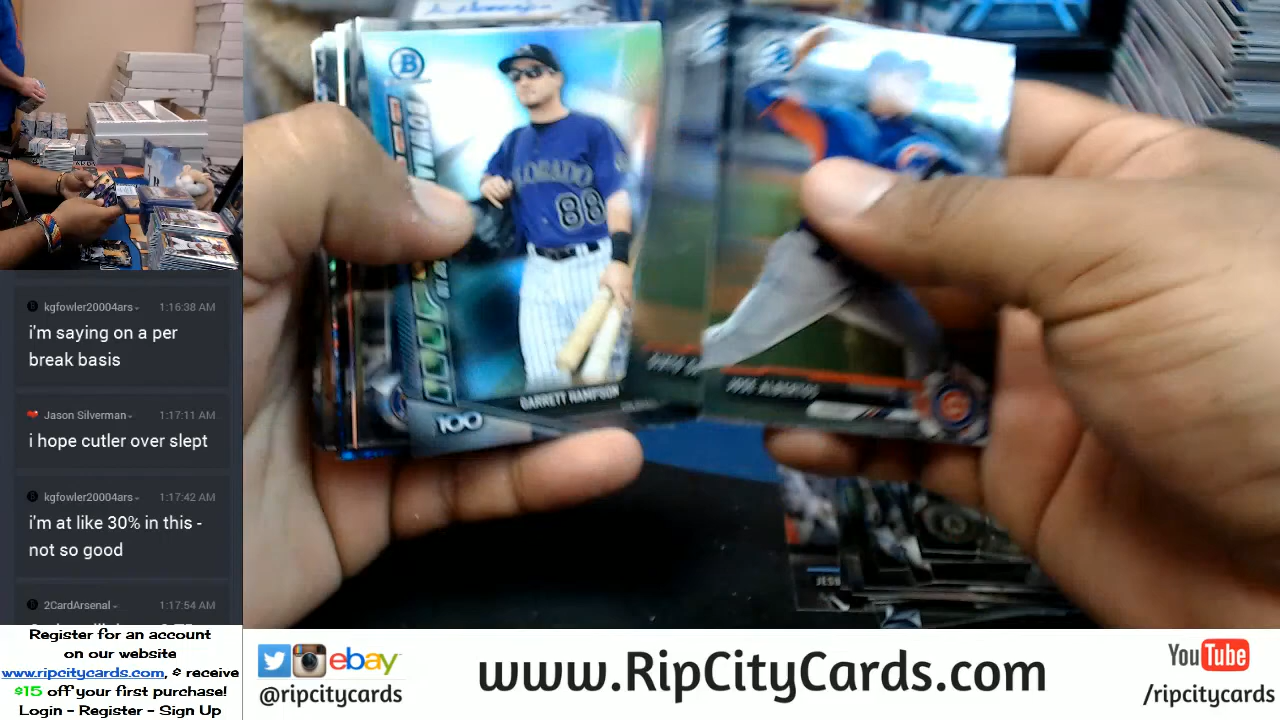 kgfowler20004ars
1:16:38 AM
i'm saying on a per
break basis
Jason Silverman
1:17:11 AM
i hope cutler over slept
kgfowler20004ars
1:17:42 AM
i'm at like 30% in this -
not so good
2CardArsenal
1:17:54 AM
Register for an account
on our website
www.ripcitycards.com, & receive
$15 off your first purchase!
Login - Register - Sign Up
B
COLORADO
88
GARRETT HAMPSON
100
JOSE ALBERTOS
ebay
@ripcitycards
www.RipCityCards.com
YouTube
/ripcitycards